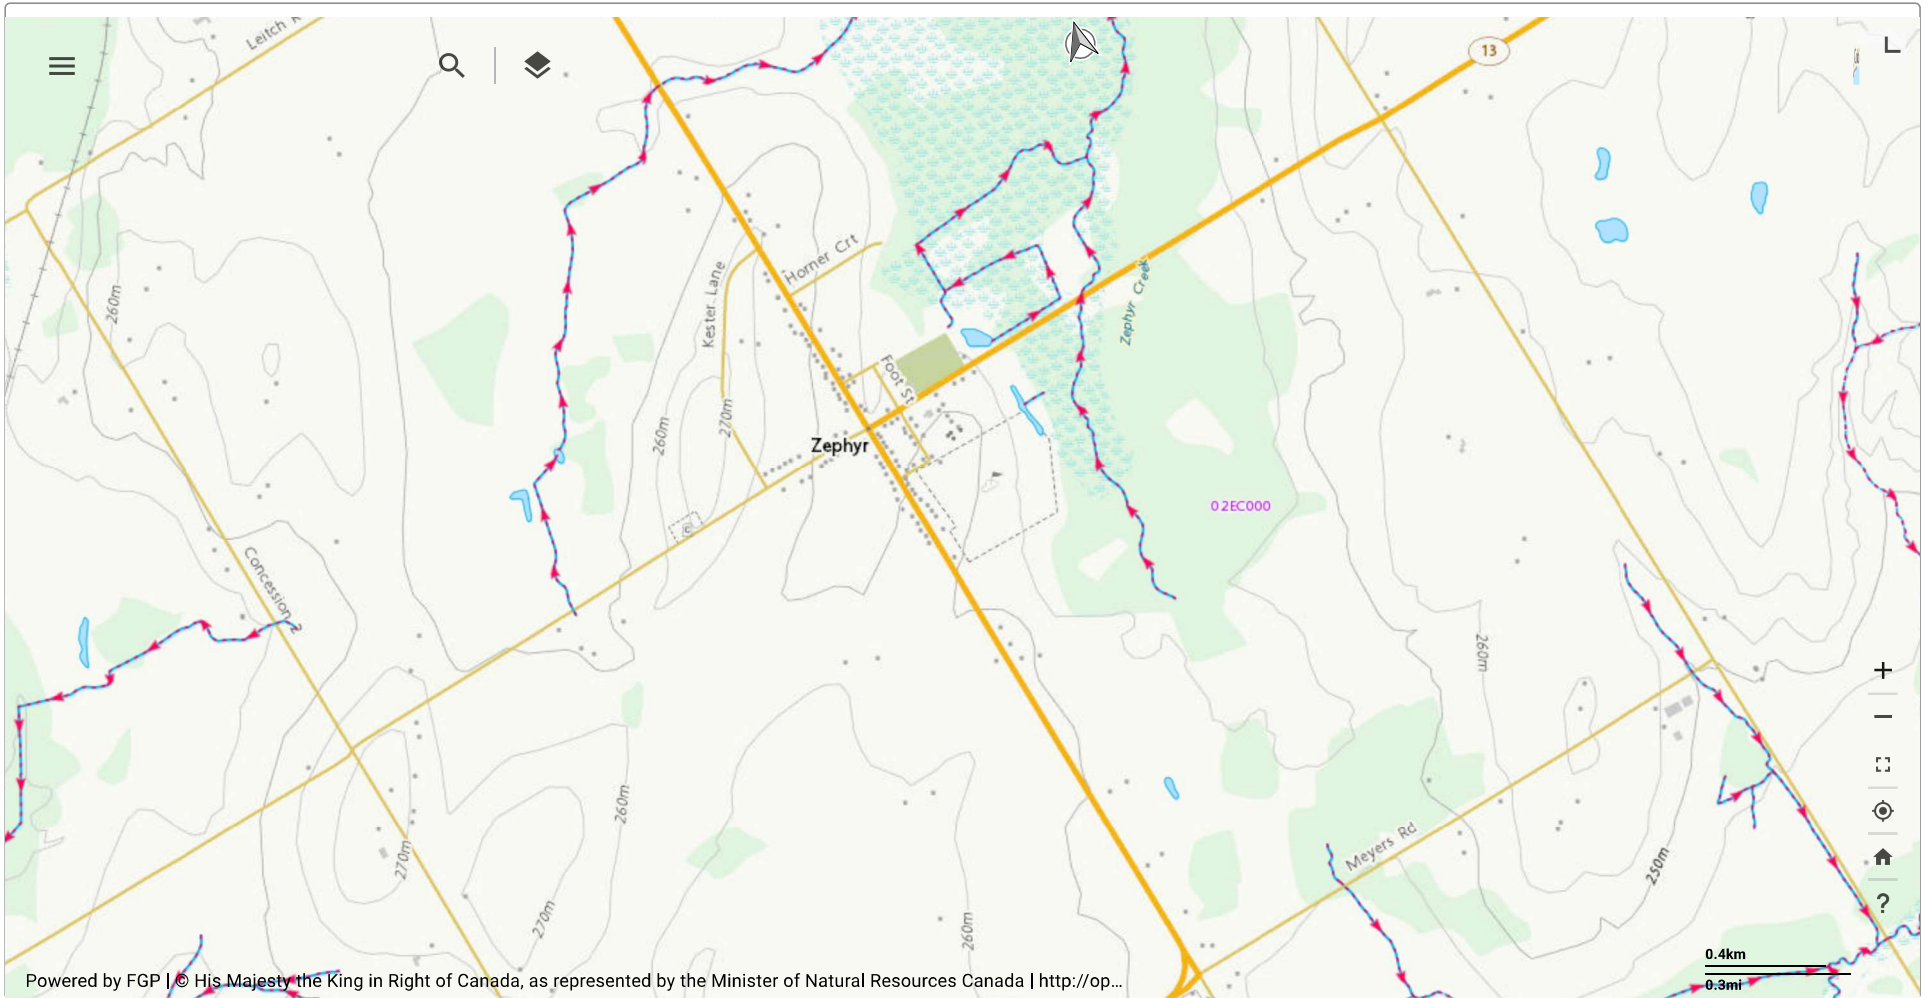 Leitch R
13
Horner Crt
Kester Lane
260m
Zephyr Creek
Foot St
270m
260m
Zephyr
02EC000
Concession 2
260m
+
−
260m
Meyers Rd
270m
250m
?
270m
260m
0.4km
0.3mi
Powered by FGP | © His Majesty the King in Right of Canada, as represented by the Minister of Natural Resources Canada | http://op...